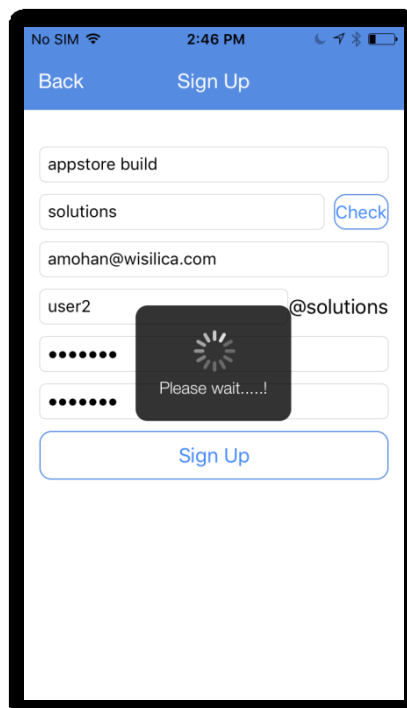 No SIM 2:46 PM
Back Sign Up
appstore build
solutions Check
amohan@wisilica.com
user2 @solutions
•••••••
Please wait.....!
•••••••
Sign Up